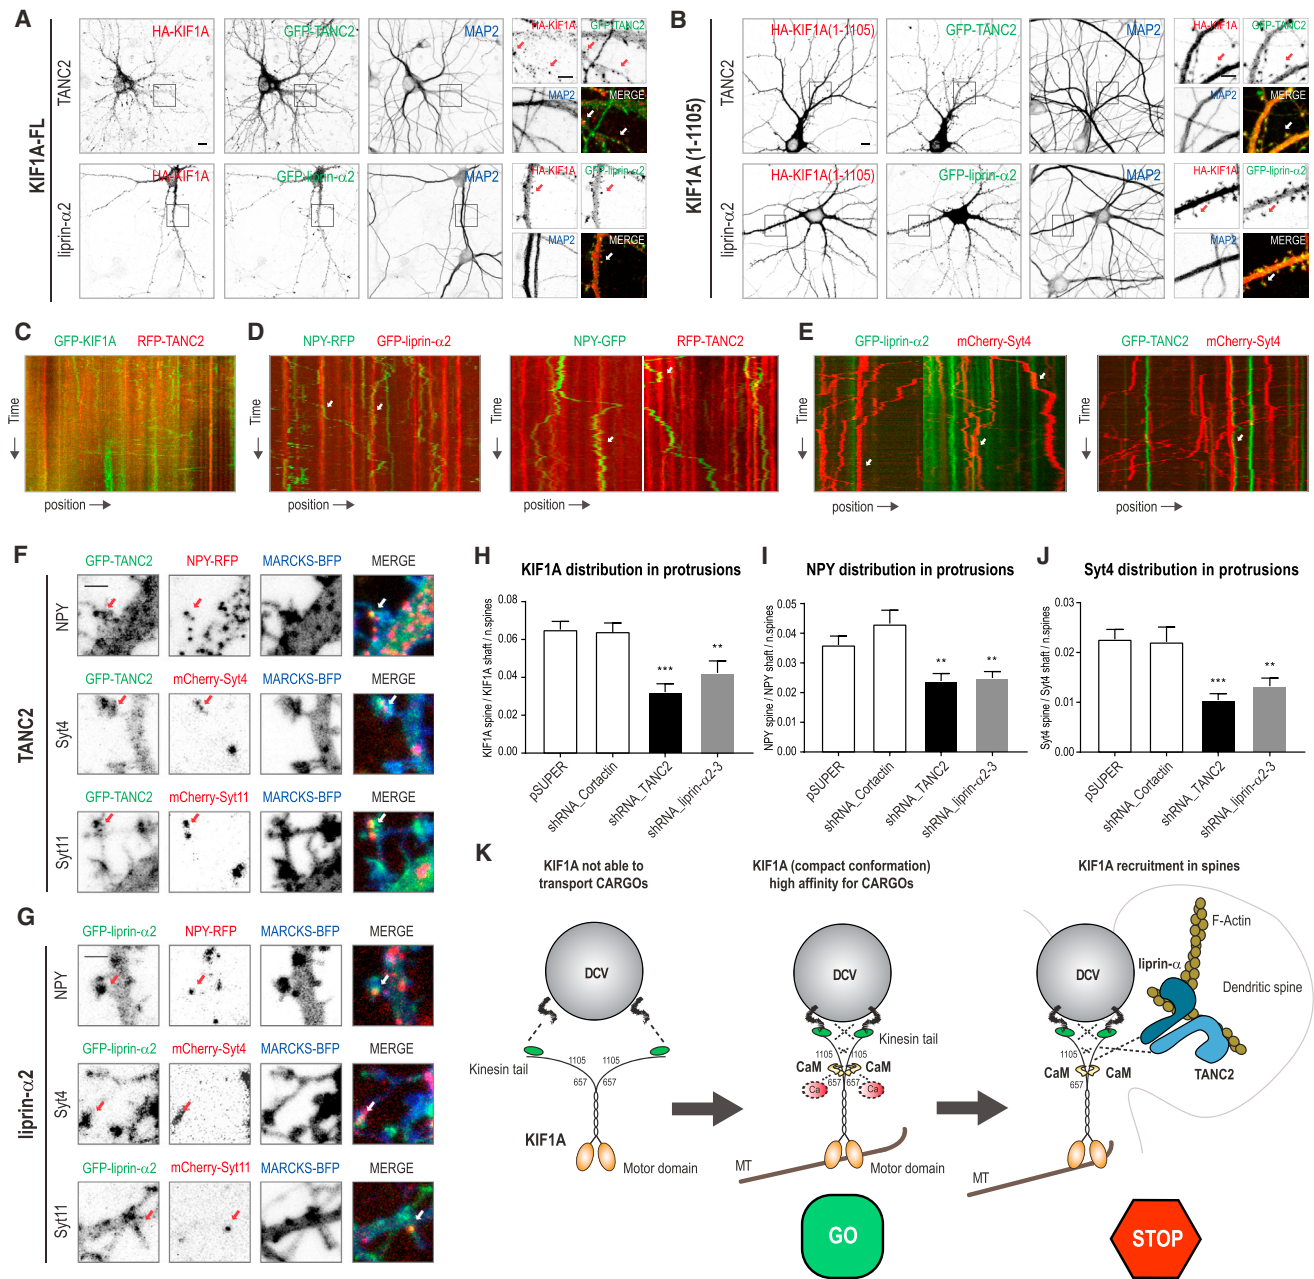 A
KIF1A-FL
TANC2
HA-KIF1A
GFP-TANC2
MAP2
HA-KIF1A
GFP-TANC2
MAP2
MERGE
liprin-α2
HA-KIF1A
GFP-liprin-α2
MAP2
HA-KIF1A
GFP-liprin-α2
MAP2
MERGE
B
KIF1A (1-1105)
TANC2
HA-KIF1A(1-1105)
GFP-TANC2
MAP2
HA-KIF1A
GFP-TANC2
MAP2
MERGE
liprin-α2
HA-KIF1A(1-1105)
GFP-liprin-α2
MAP2
HA-KIF1A
GFP-liprin-α2
MAP2
MERGE
C
GFP-KIF1A RFP-TANC2
Time
position
D
NPY-RFP GFP-liprin-α2
Time
position
NPY-GFP RFP-TANC2
Time
position
E
GFP-liprin-α2 mCherry-Syt4
Time
position
GFP-TANC2 mCherry-Syt4
Time
position
F
TANC2
GFP-TANC2 NPY-RFP MARCKS-BFP MERGE
NPY
GFP-TANC2 mCherry-Syt4 MARCKS-BFP MERGE
Syt4
GFP-TANC2 mCherry-Syt11 MARCKS-BFP MERGE
Syt11
G
liprin-α2
GFP-liprin-α2 NPY-RFP MARCKS-BFP MERGE
NPY
GFP-liprin-α2 mCherry-Syt4 MARCKS-BFP MERGE
Syt4
GFP-liprin-α2 mCherry-Syt11 MARCKS-BFP MERGE
Syt11
H
KIF1A distribution in protrusions
KIF1A spine / KIF1A shaft / n.spines
0.08
0.06
0.04
0.02
0.00
***
**
pSUPER
shRNA_Cortactin
shRNA_TANC2
shRNA_liprin-α2-3
I
NPY distribution in protrusions
NPY spine / NPY shaft / n.spines
0.05
0.04
0.03
0.02
0.01
0.00
**
**
pSUPER
shRNA_Cortactin
shRNA_TANC2
shRNA_liprin-α2-3
J
Syt4 distribution in protrusions
Syt4 spine / Syt4 shaft / n.spines
0.03
0.02
0.01
0.00
***
**
pSUPER
shRNA_Cortactin
shRNA_TANC2
shRNA_liprin-α2-3
K
KIF1A not able to
transport CARGOs
DCV
Kinesin tail
1105
657
KIF1A
Motor domain
KIF1A (compact conformation)
high affinity for CARGOs
DCV
Kinesin tail
1105
CaM CaM
657 657
Ca Ca
MT
Motor domain
GO
KIF1A recruitment in spines
F-Actin
liprin-α
DCV
Dendritic spine
1105
CaM CaM
TANC2
657
MT
STOP